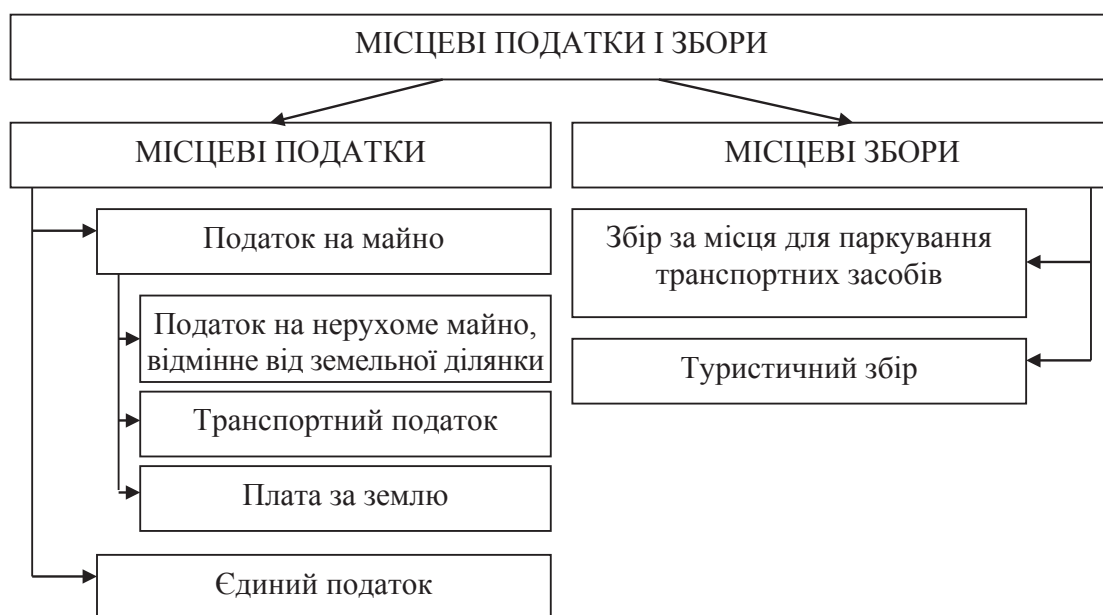 МІСЦЕВІ ПОДАТКИ І ЗБОРИ
МІСЦЕВІ ПОДАТКИ
Податок на майно
Податок на нерухоме майно,
відмінне від земельної ділянки
Транспортний податок
Плата за землю
Єдиний податок
МІСЦЕВІ ЗБОРИ
Збір за місця для паркування
транспортних засобів
Туристичний збір